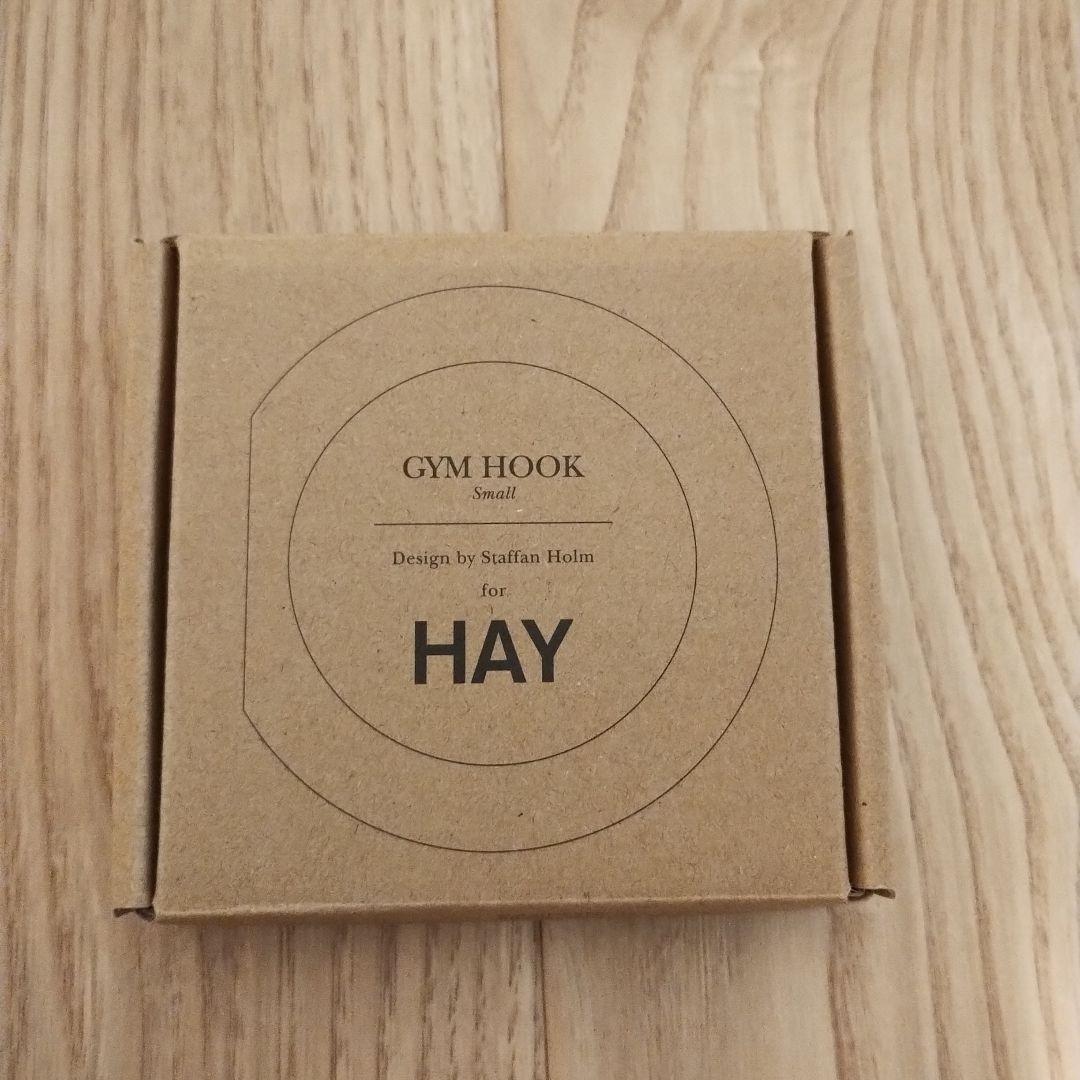 GYM HOOK
Small
Design by Staffan Holm
for
HAY